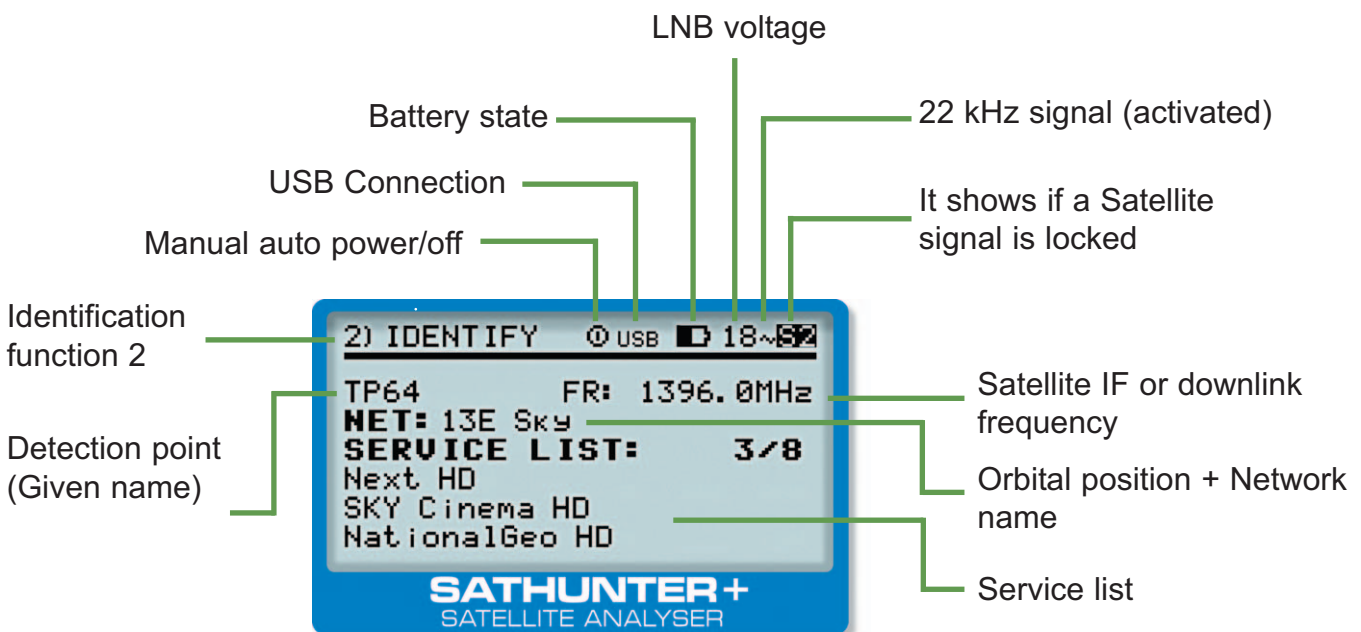 LNB voltage
Battery state
22 kHz signal (activated)
USB Connection
It shows if a Satellite
signal is locked
Manual auto power/off
Identification
function 2
2) IDENTIFY USB 18~S2
TP64 FR: 1396.0MHz
NET: 13E Sky
SERVICE LIST: 3/8
Next HD
SKY Cinema HD
NationalGeo HD
Satellite IF or downlink
frequency
Detection point
(Given name)
Orbital position + Network
name
Service list
SATHUNTER+
SATELLITE ANALYSER